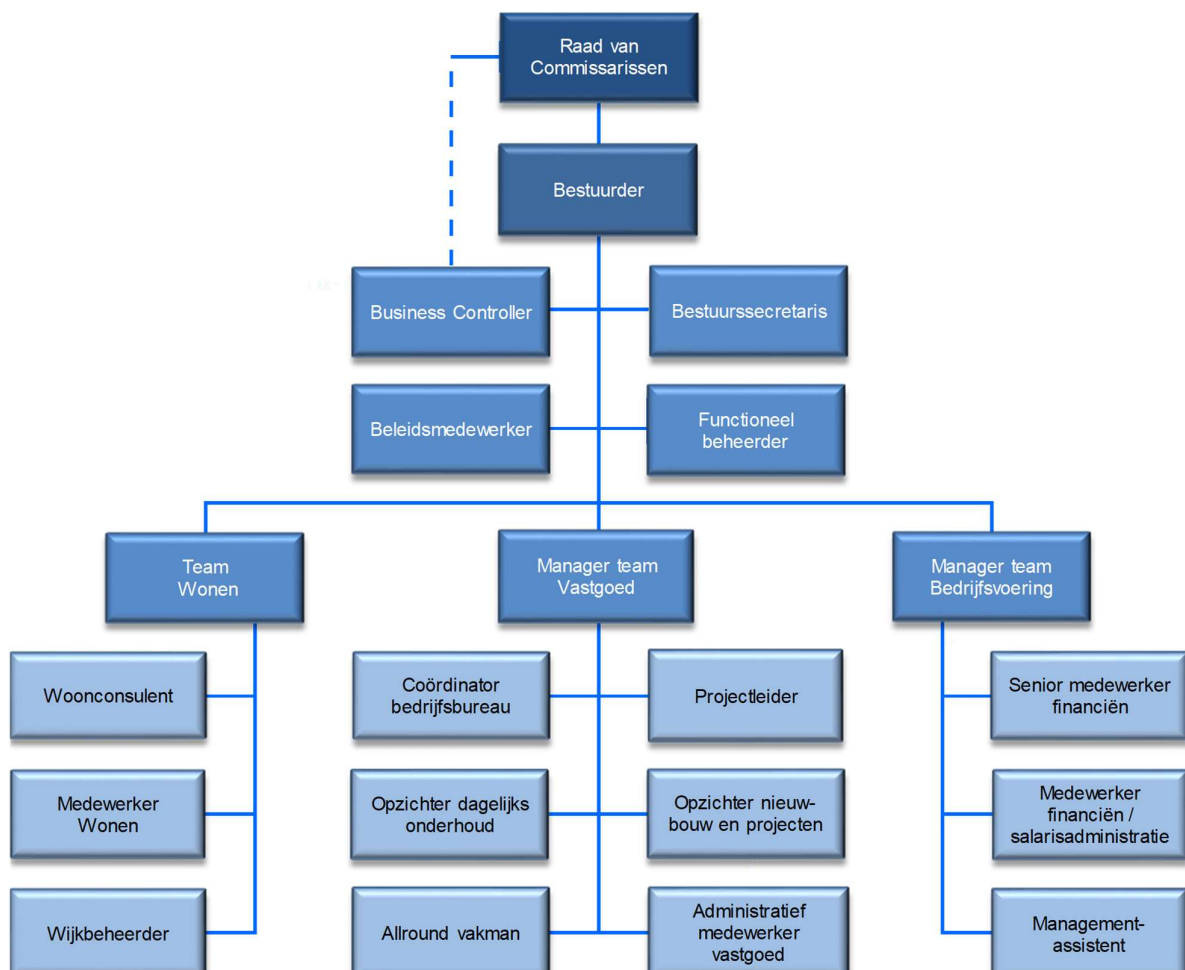 Raad van
Commissarissen
Bestuurder
Business Controller
Bestuurssecretaris
Beleidsmedewerker
Functioneel
beheerder
Team
Wonen
Manager team
Vastgoed
Manager team
Bedrijfsvoering
Woonconsulent
Coördinator
bedrijfsbureau
Projectleider
Senior medewerker
financiën
Medewerker
Wonen
Opzichter dagelijks
onderhoud
Opzichter nieuw-
bouw en projecten
Medewerker
financiën /
salarisadministratie
Wijkbeheerder
Allround vakman
Administratief
medewerker
vastgoed
Management-
assistent